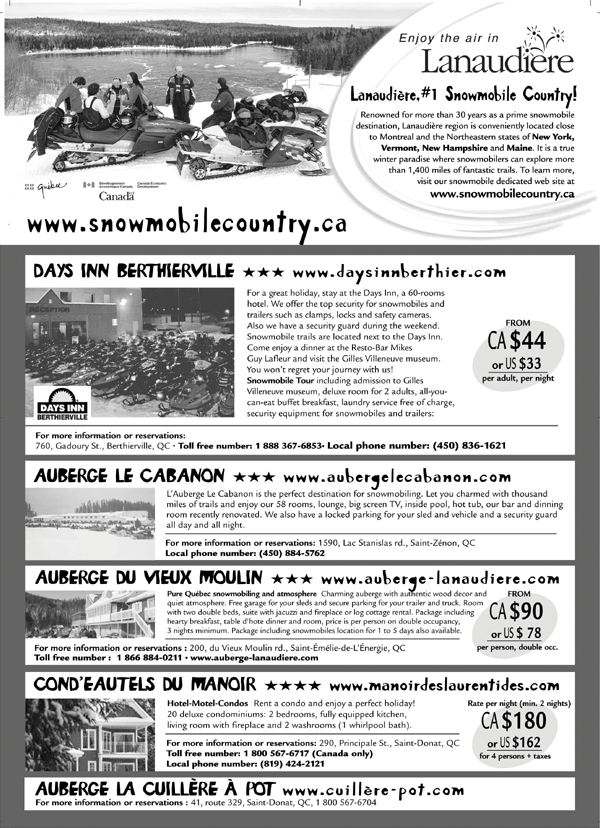 Enjoy the air in
Lanaudière
Lanaudière,#1 Snowmobile Country!
Renowned for more than 30 years as a prime snowmobile
destination, Lanaudière region is conveniently located close
to Montreal and the Northeastern states of New York,
Vermont, New Hampshire and Maine. It is a true
winter paradise where snowmobilers can explore more
than 1,400 miles of fantastic trails. To learn more,
visit our snowmobile dedicated web site at
www.snowmobilecountry.ca
Québec
Développement
économique Canada
Canada Economic
Development
Canada
www.snowmobilecountry.ca
DAYS INN BERTHIERVILLE ★★★ www.daysinnberthier.com
RÉCEPTION
DAYS INN
BERTHIERVILLE
For a great holiday, stay at the Days Inn, a 60-rooms
hotel. We offer the top security for snowmobiles and
trailers such as clamps, locks and safety cameras.
Also we have a security guard during the weekend.
Snowmobile trails are located next to the Days Inn.
Come enjoy a dinner at the Resto-Bar Mikes
Guy Lafleur and visit the Gilles Villeneuve museum.
You won't regret your journey with us!
Snowmobile Tour including admission to Gilles
Villeneuve museum, deluxe room for 2 adults, all-you-
can-eat buffet breakfast, laundry service free of charge,
security equipment for snowmobiles and trailers:
FROM
CA $44
or US $33
per adult, per night
For more information or reservations:
760, Gadoury St., Berthierville, QC · Toll free number: 1 888 367-6853· Local phone number: (450) 836-1621
AUBERGE LE CABANON ★★★ www.aubergelecabanon.com
L'Auberge Le Cabanon is the perfect destination for snowmobiling. Let you charmed with thousand
miles of trails and enjoy our 58 rooms, lounge, big screen TV, inside pool, hot tub, our bar and dinning
room recently renovated. We also have a locked parking for your sled and vehicle and a security guard
all day and all night.
For more information or reservations: 1590, Lac Stanislas rd., Saint-Zénon, QC
Local phone number: (450) 884-5762
AUBERGE DU VIEUX MOULIN ★★★ www.auberge-lanaudiere.com
Pure Québec snowmobiling and atmosphere Charming auberge with authentic wood decor and
quiet atmosphere. Free garage for your sleds and secure parking for your trailer and truck. Room
with two double beds, suite with jacuzzi and fireplace or log cottage rental. Package including
hearty breakfast, table d'hote dinner and room, price is per person on double occupancy,
3 nights minimum. Package including snowmobiles location for 1 to 5 days also available.
FROM
CA $90
or US $ 78
per person, double occ.
For more information or reservations : 200, du Vieux Moulin rd., Saint-Émélie-de-L'Énergie, QC
Toll free number : 1 866 884-0211 · www.auberge-lanaudiere.com
COND'EAUTELS DU MANOIR ★★★★ www.manoirdeslaurentides.com
Hotel-Motel-Condos Rent a condo and enjoy a perfect holiday!
20 deluxe condominiums: 2 bedrooms, fully equipped kitchen,
living room with fireplace and 2 washrooms (1 whirlpool bath).
Rate per night (min. 2 nights)
CA $180
or US $162
for 4 persons + taxes
For more information or reservations: 290, Principale St., Saint-Donat, QC
Toll free number: 1 800 567-6717 (Canada only)
Local phone number: (819) 424-2121
AUBERGE LA CUILLÈRE À POT www.cuillère-pot.com
For more information or reservations : 41, route 329, Saint-Donat, QC, 1 800 567-6704